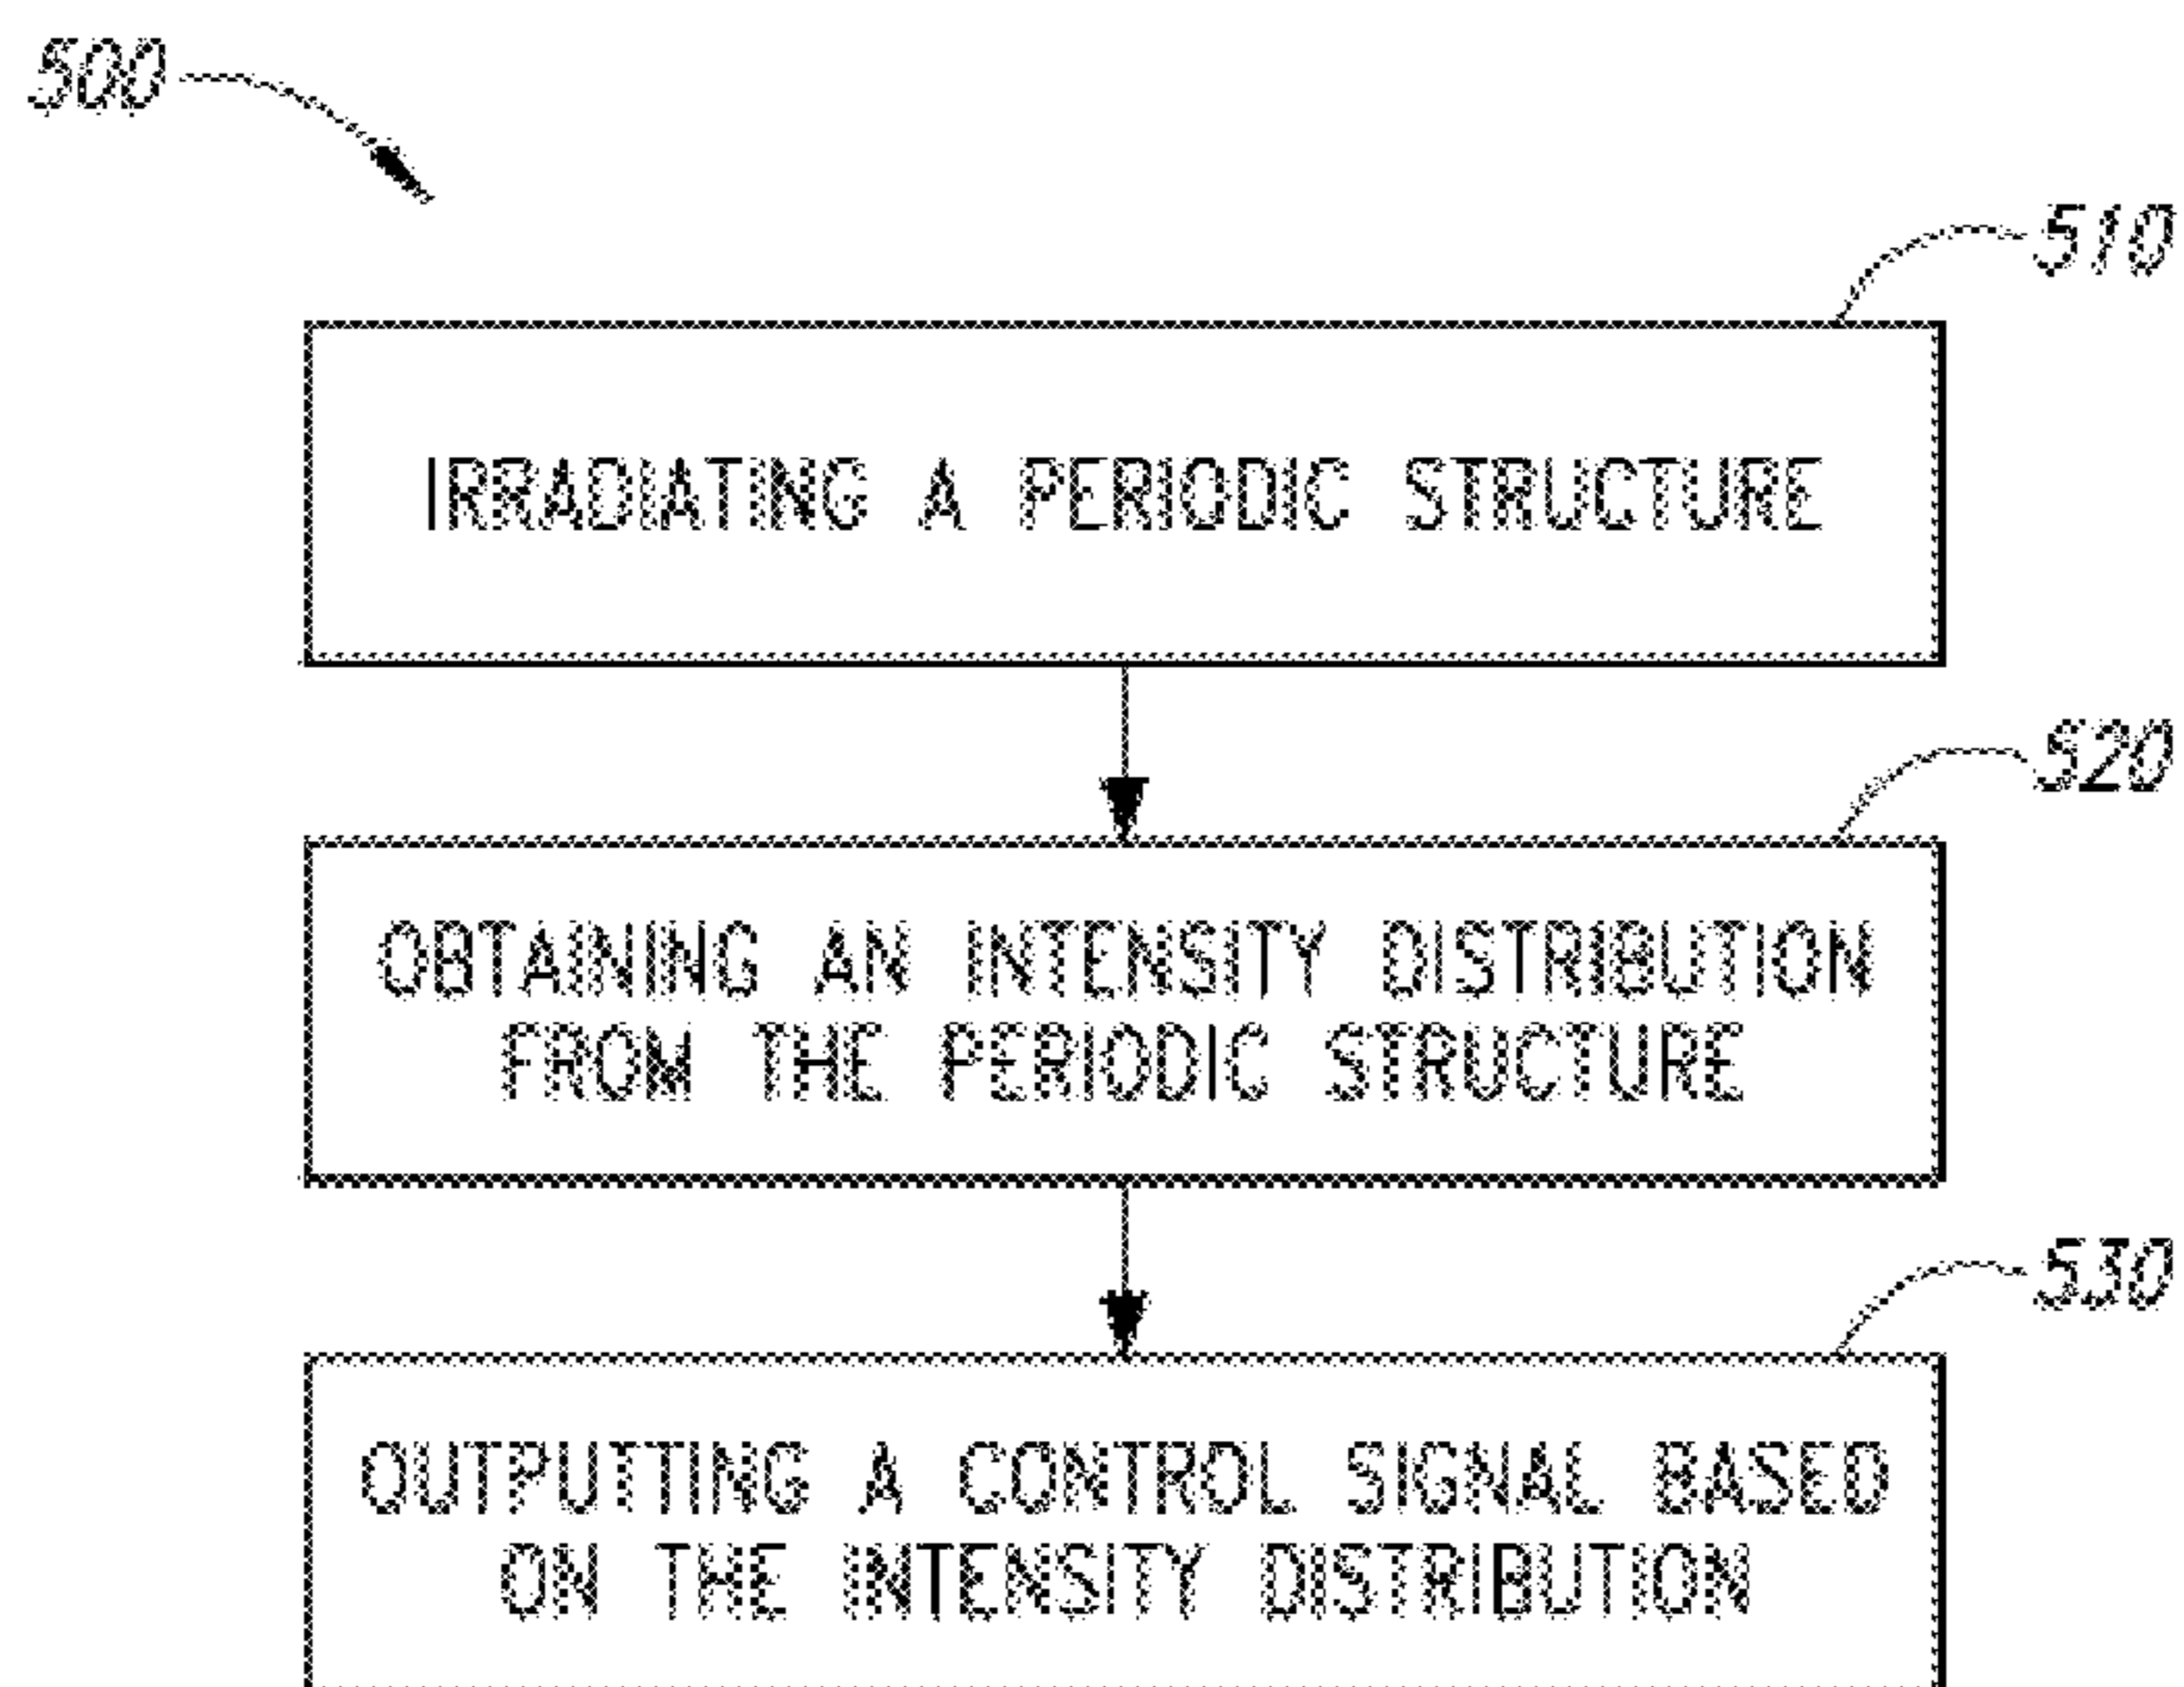 500
510
IRRADIATING A PERIODIC STRUCTURE
520
OBTAINING AN INTENSITY DISTRIBUTION
FROM THE PERIODIC STRUCTURE
530
OUTPUTTING A CONTROL SIGNAL BASED
ON THE INTENSITY DISTRIBUTION